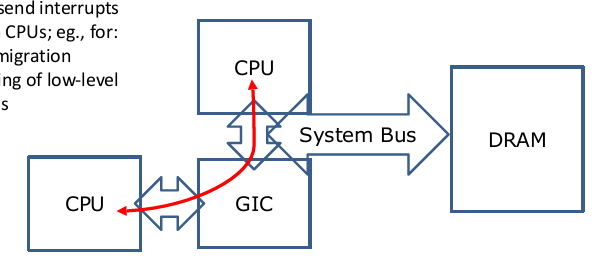 send interrupts
CPUs; eg., for:
migration
ing of low-level
s
CPU
System Bus
DRAM
CPU
GIC